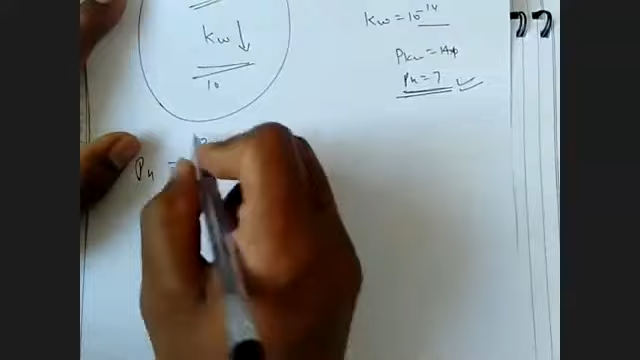 Kw ↓
10
Kw = 10⁻¹⁴
PKw = 14
PH = 7 ✓
PH =